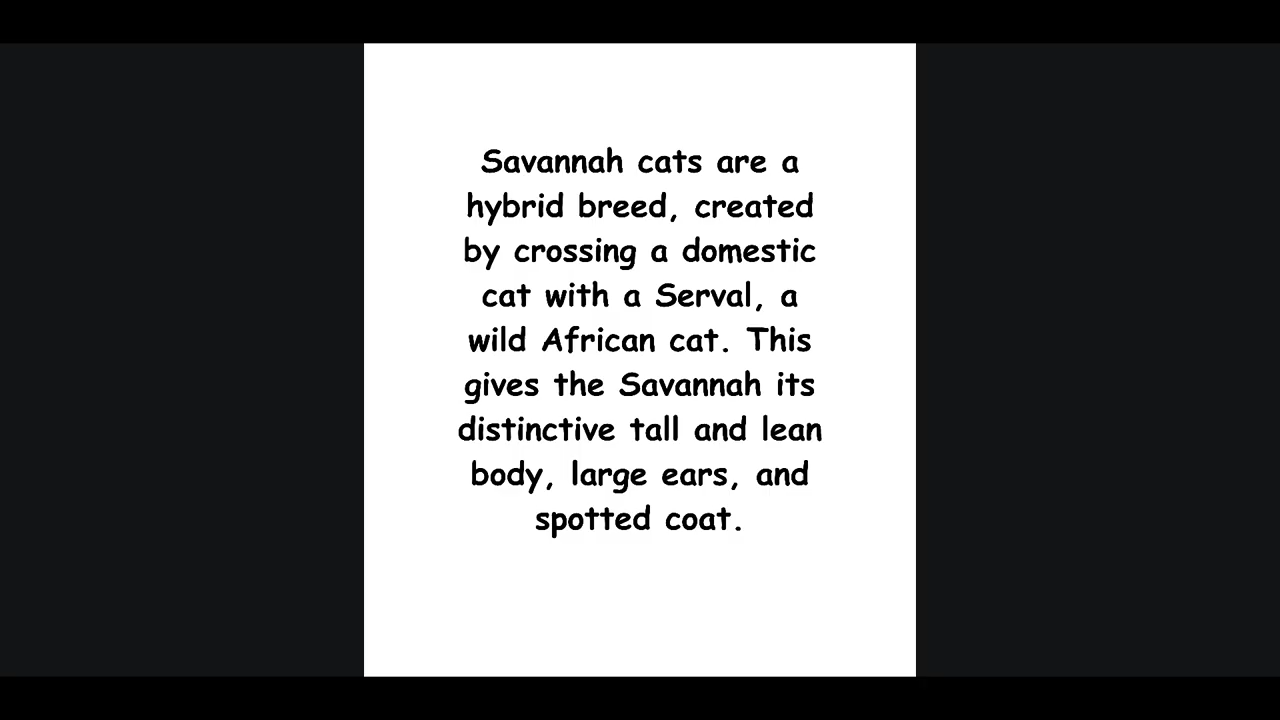 Savannah cats are a
hybrid breed, created
by crossing a domestic
cat with a Serval, a
wild African cat. This
gives the Savannah its
distinctive tall and lean
body, large ears, and
spotted coat.